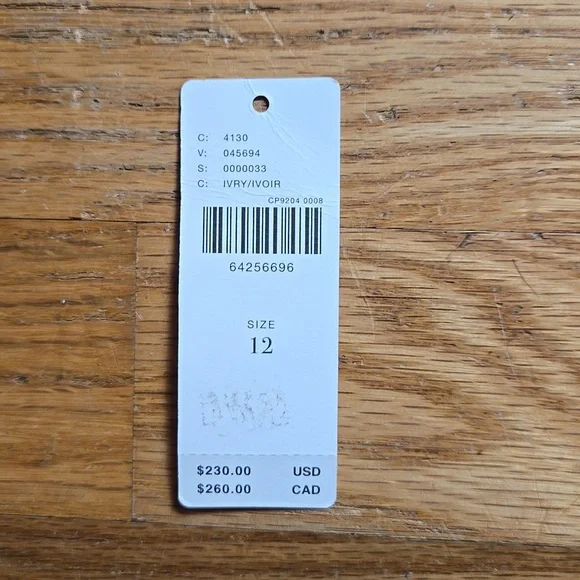 C: 4130
V: 045694
S: 0000033
C: IVRY/IVOIR
CP9204 0008
64256696
SIZE
12
$230.00 USD
$260.00 CAD